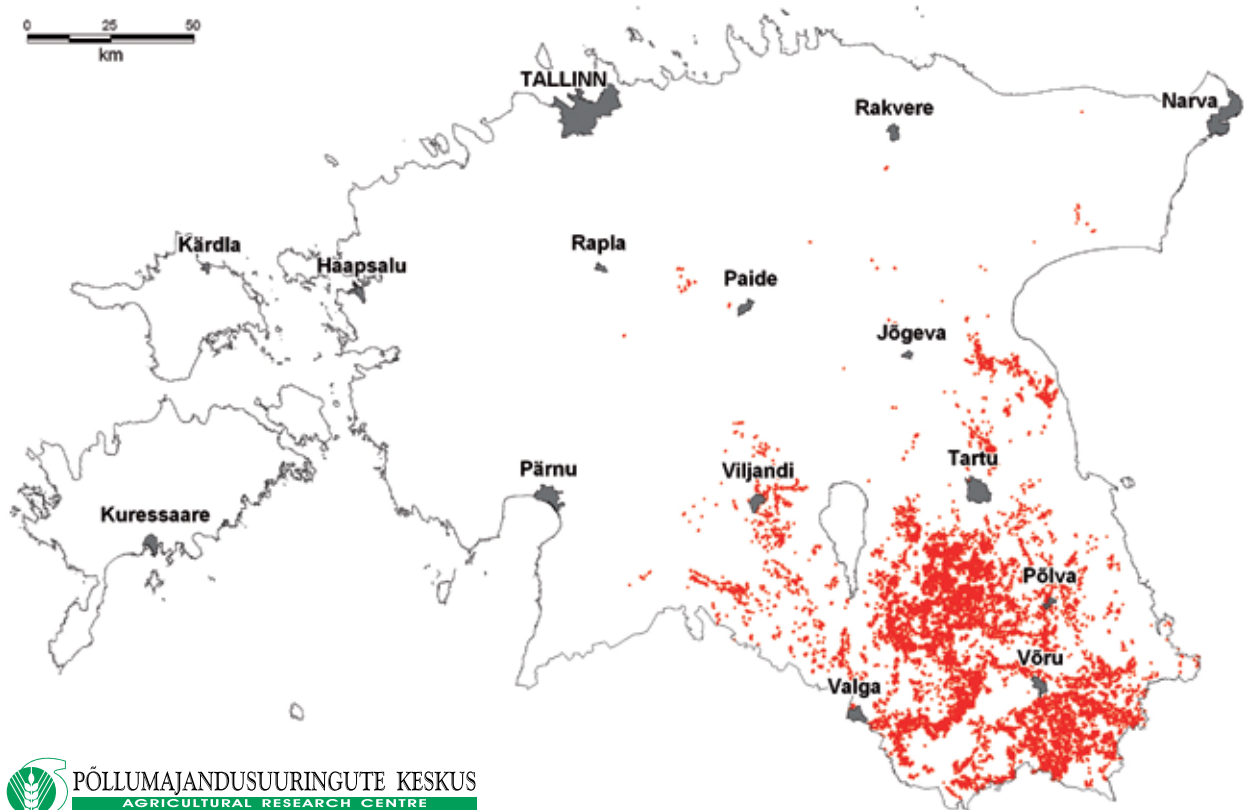 0 25 50
km
TALLINN
Rakvere
Narva
Kärdla
Haapsalu
Rapla
Paide
Jõgeva
Kuressaare
Pärnu
Viljandi
Tartu
Põlva
Võru
Valga
PÕLLUMAJANDUSUURINGUTE KESKUS
AGRICULTURAL RESEARCH CENTRE